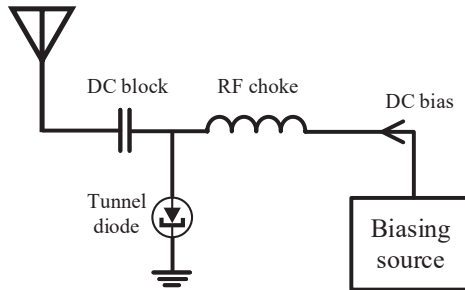 DC block
RF choke
DC bias
Tunnel
diode
Biasing
source